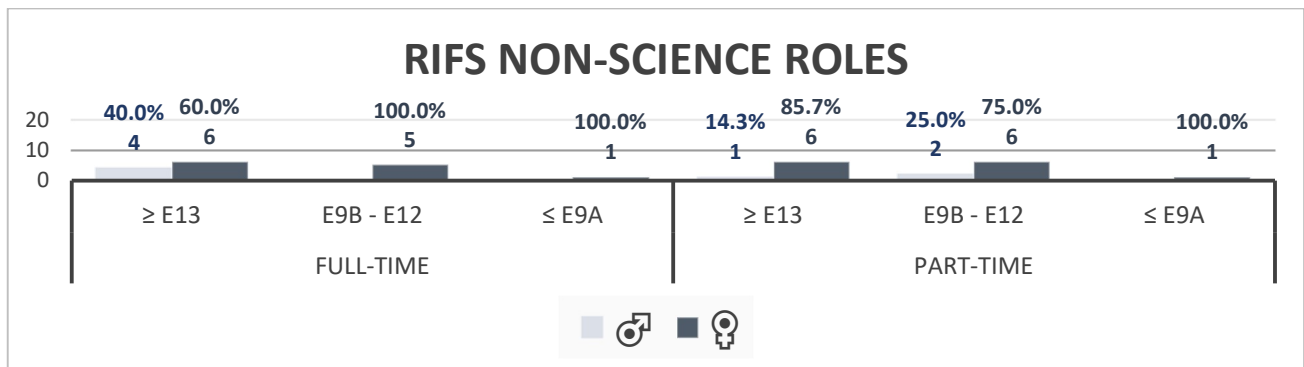 RIFS NON-SCIENCE ROLES
40.0% 60.0% 100.0% 100.0% 14.3% 85.7% 25.0% 75.0% 100.0%
4 6 5 1 1 6 2 6 1
20
10
0
≥ E13 E9B - E12 ≤ E9A ≥ E13 E9B - E12 ≤ E9A
FULL-TIME PART-TIME